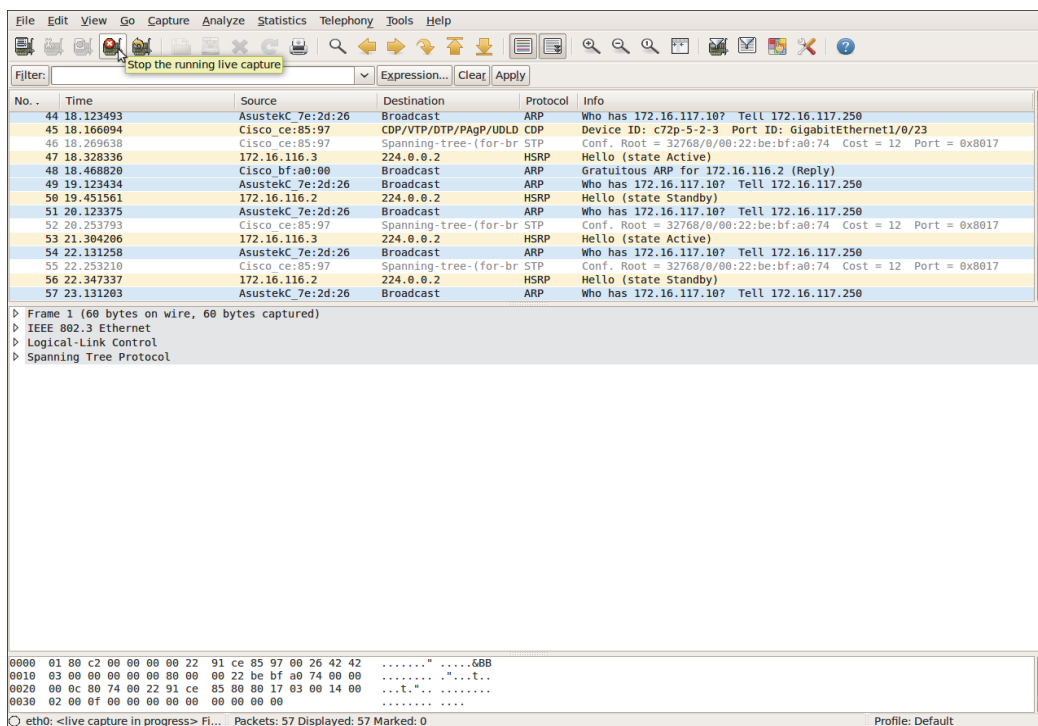 File Edit View Go Capture Analyze Statistics Telephony Tools Help
Stop the running live capture
Filter: Expression... Clear Apply
No. . Time Source Destination Protocol Info
44 18.123493 AsustekC_7e:2d:26 Broadcast ARP Who has 172.16.117.10? Tell 172.16.117.250
45 18.166094 Cisco_ce:85:97 CDP/VTP/DTP/PAgP/UDLD CDP Device ID: c72p-5-2-3 Port ID: GigabitEthernet1/0/23
46 18.269638 Cisco_ce:85:97 Spanning-tree-(for-br STP Conf. Root = 32768/0/00:22:be:bf:a0:74 Cost = 12 Port = 0x8017
47 18.328336 172.16.116.3 224.0.0.2 HSRP Hello (state Active)
48 18.468820 Cisco_bf:a0:00 Broadcast ARP Gratuitous ARP for 172.16.116.2 (Reply)
49 19.123434 AsustekC_7e:2d:26 Broadcast ARP Who has 172.16.117.10? Tell 172.16.117.250
50 19.451561 172.16.116.2 224.0.0.2 HSRP Hello (state Standby)
51 20.123375 AsustekC_7e:2d:26 Broadcast ARP Who has 172.16.117.10? Tell 172.16.117.250
52 20.253793 Cisco_ce:85:97 Spanning-tree-(for-br STP Conf. Root = 32768/0/00:22:be:bf:a0:74 Cost = 12 Port = 0x8017
53 21.304206 172.16.116.3 224.0.0.2 HSRP Hello (state Active)
54 22.131258 AsustekC_7e:2d:26 Broadcast ARP Who has 172.16.117.10? Tell 172.16.117.250
55 22.253210 Cisco_ce:85:97 Spanning-tree-(for-br STP Conf. Root = 32768/0/00:22:be:bf:a0:74 Cost = 12 Port = 0x8017
56 22.347337 172.16.116.2 224.0.0.2 HSRP Hello (state Standby)
57 23.131203 AsustekC_7e:2d:26 Broadcast ARP Who has 172.16.117.10? Tell 172.16.117.250
Frame 1 (60 bytes on wire, 60 bytes captured)
IEEE 802.3 Ethernet
Logical-Link Control
Spanning Tree Protocol
0000 01 80 c2 00 00 00 00 22 91 ce 85 97 00 26 42 42 ......." .....&BB
0010 03 00 00 00 00 00 80 00 00 22 be bf a0 74 00 00 ........ ."...t..
0020 00 0c 80 74 00 22 91 ce 85 80 80 17 03 00 14 00 ...t.".. ........
0030 02 00 0f 00 00 00 00 00 00 00 00 00 ........ ....
eth0: <live capture in progress> Fi... Packets: 57 Displayed: 57 Marked: 0 Profile: Default